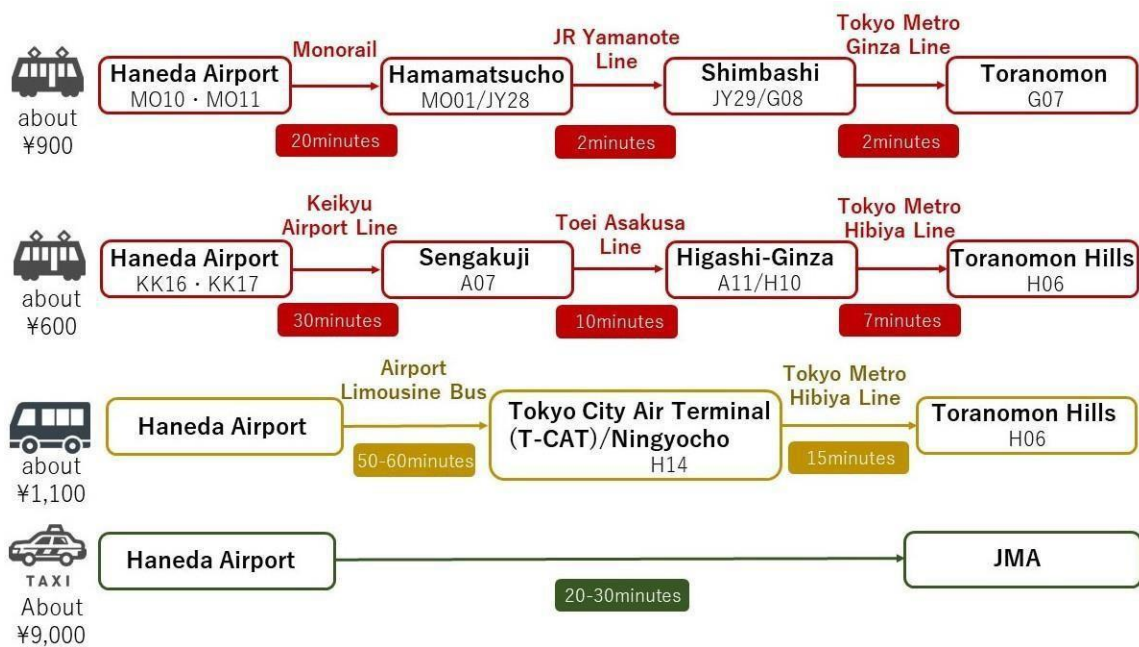 Monorail
JR Yamanote
Line
Tokyo Metro
Ginza Line
Haneda Airport
MO10・MO11
Hamamatsucho
MO01/JY28
Shimbashi
JY29/G08
Toranomon
G07
about
¥900
20minutes
2minutes
2minutes
Keikyu
Airport Line
Toei Asakusa
Line
Tokyo Metro
Hibiya Line
Haneda Airport
KK16・KK17
Sengakuji
A07
Higashi-Ginza
A11/H10
Toranomon Hills
H06
about
¥600
30minutes
10minutes
7minutes
Airport
Limousine Bus
Tokyo Metro
Hibiya Line
Haneda Airport
Tokyo City Air Terminal
(T-CAT)/Ningyocho
H14
Toranomon Hills
H06
about
¥1,100
50-60minutes
15minutes
TAXI
About
¥9,000
Haneda Airport
JMA
20-30minutes